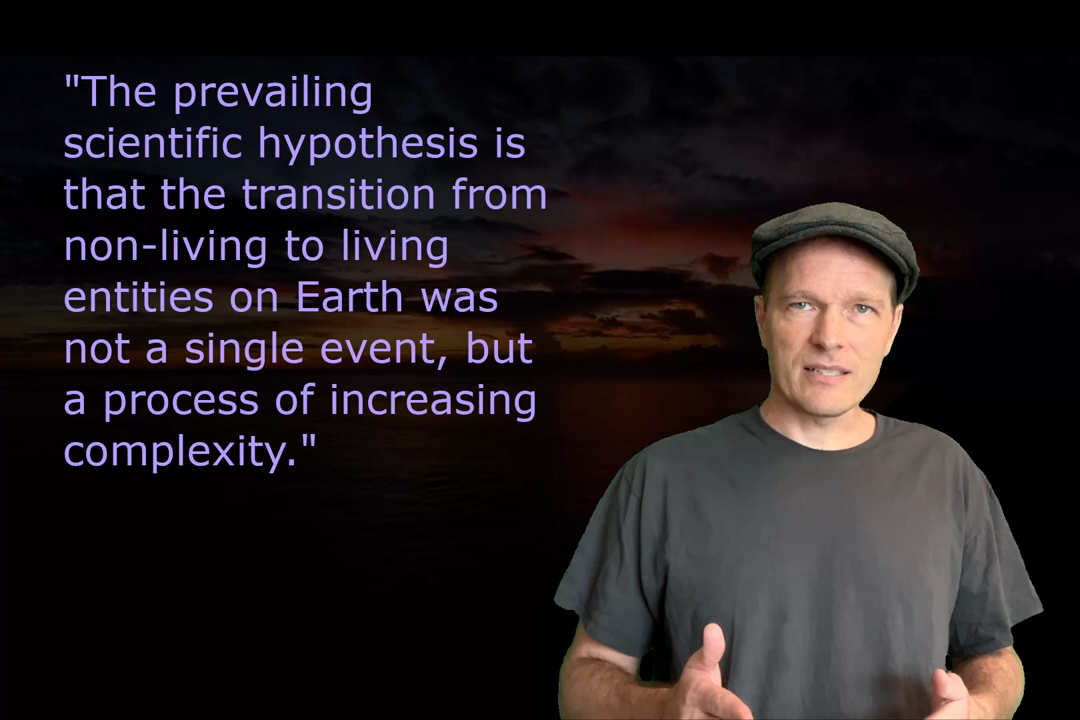 "The prevailing
scientific hypothesis is
that the transition from
non-living to living
entities on Earth was
not a single event, but
a process of increasing
complexity."